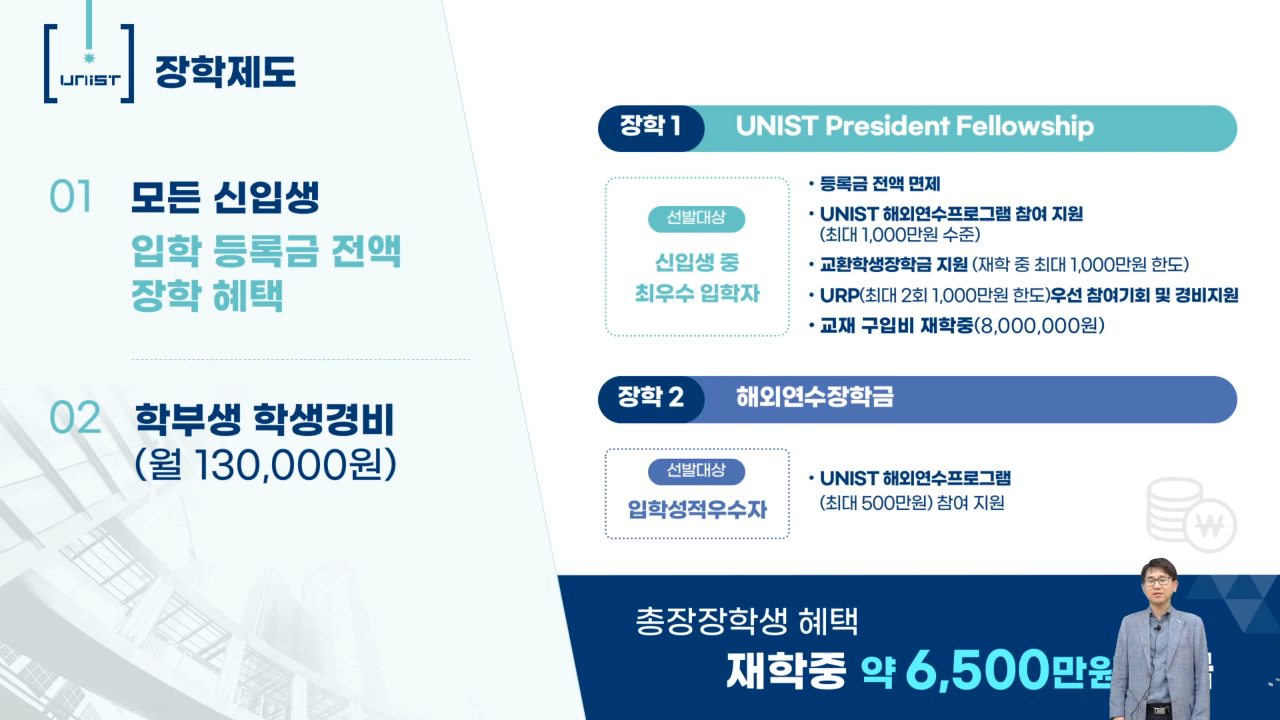 UNIST
장학제도
01 모든 신입생
입학 등록금 전액
장학 혜택
02 학부생 학생경비
(월 130,000원)
장학 1 UNIST President Fellowship
선발대상
신입생 중
최우수 입학자
• 등록금 전액 면제
• UNIST 해외연수프로그램 참여 지원
(최대 1,000만원 수준)
• 교환학생장학금 지원 (재학 중 최대 1,000만원 한도)
• URP(최대 2회 1,000만원 한도)우선 참여기회 및 경비지원
• 교재 구입비 재학중(8,000,000원)
장학 2 해외연수장학금
선발대상
입학성적우수자
• UNIST 해외연수프로그램
(최대 500만원) 참여 지원
총장장학생 혜택
재학중 약 6,500만원